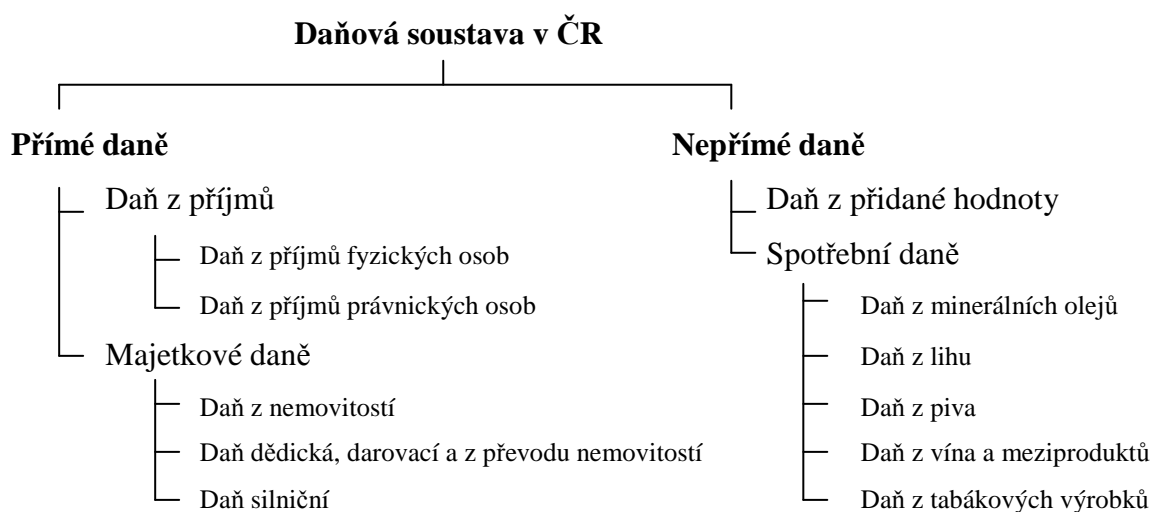 Daňová soustava v ČR
Přímé daně
Daň z příjmů
Daň z příjmů fyzických osob
Daň z příjmů právnických osob
Majetkové daně
Daň z nemovitostí
Daň dědická, darovací a z převodu nemovitostí
Daň silniční
Nepřímé daně
Daň z přidané hodnoty
Spotřební daně
Daň z minerálních olejů
Daň z lihu
Daň z piva
Daň z vína a meziproduktů
Daň z tabákových výrobků